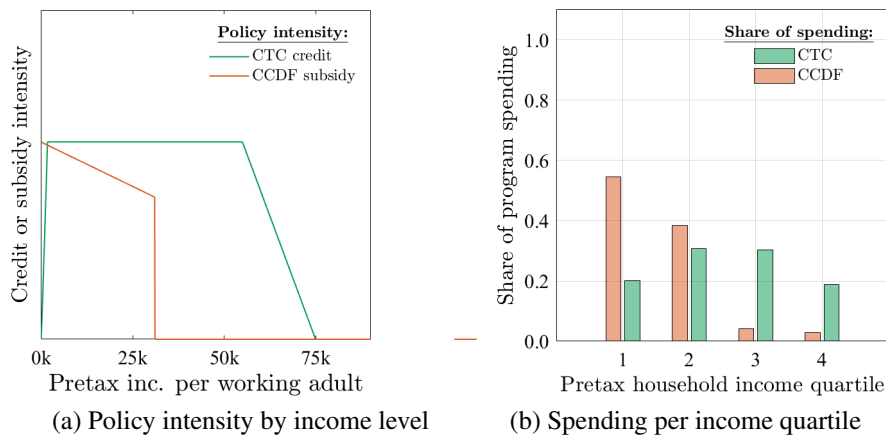 Policy intensity:
CTC credit
CCDF subsidy
Credit or subsidy intensity
0k 25k 50k 75k
Pretax inc. per working adult
(a) Policy intensity by income level
Share of spending:
CTC
CCDF
Share of program spending
1.0
0.8
0.6
0.4
0.2
0.0
1 2 3 4
Pretax household income quartile
(b) Spending per income quartile